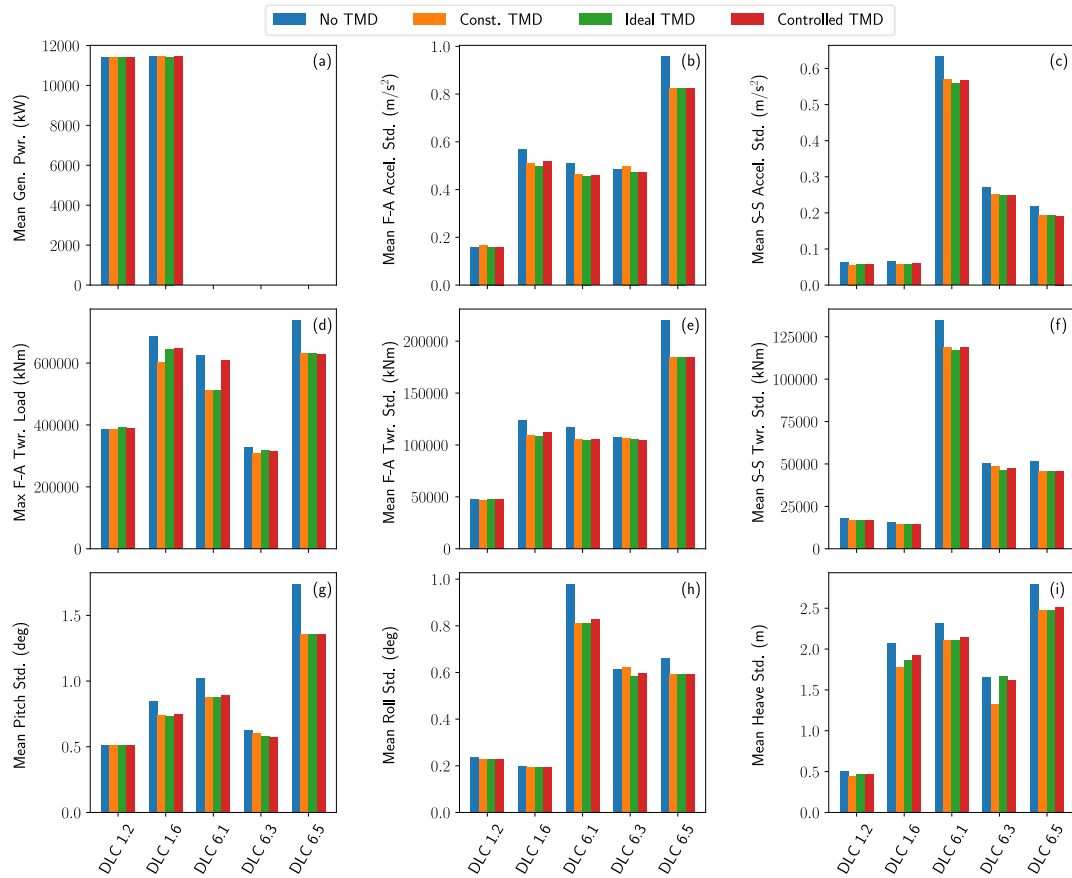 No TMD Const. TMD Ideal TMD Controlled TMD
(a)
Mean Gen. Pwr. (kW)
12000
10000
8000
6000
4000
2000
0
(b)
Mean F-A Accel. Std. (m/s²)
1.0
0.8
0.6
0.4
0.2
0.0
(c)
Mean S-S Accel. Std. (m/s²)
0.6
0.5
0.4
0.3
0.2
0.1
0.0
(d)
Max F-A Twr. Load (kNm)
600000
400000
200000
0
(e)
Mean F-A Twr. Std. (kNm)
200000
150000
100000
50000
0
(f)
Mean S-S Twr. Std. (kNm)
125000
100000
75000
50000
25000
0
(g)
Mean Pitch Std. (deg)
1.5
1.0
0.5
0.0
DLC 1.2
DLC 1.6
DLC 6.1
DLC 6.3
DLC 6.5
(h)
Mean Roll Std. (deg)
1.0
0.8
0.6
0.4
0.2
0.0
DLC 1.2
DLC 1.6
DLC 6.1
DLC 6.3
DLC 6.5
(i)
Mean Heave Std. (m)
2.5
2.0
1.5
1.0
0.5
0.0
DLC 1.2
DLC 1.6
DLC 6.1
DLC 6.3
DLC 6.5